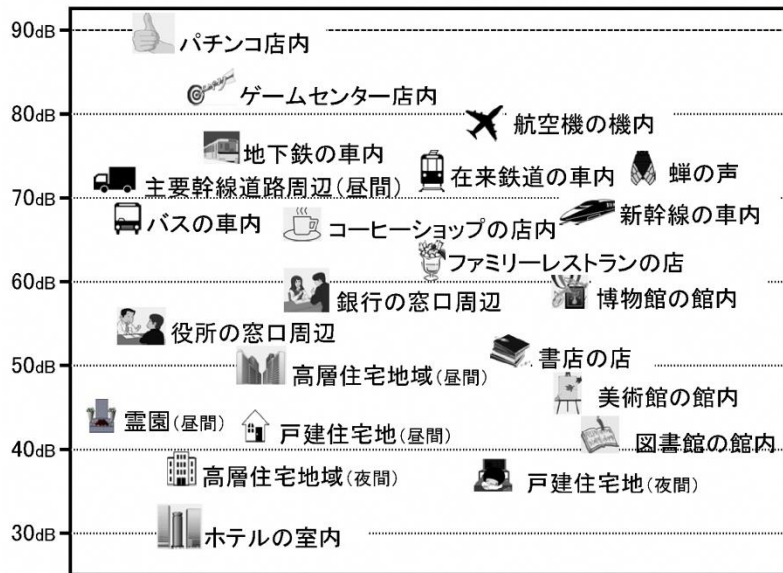 90dB
パチンコ店内
ゲームセンター店内
80dB
航空機の機内
地下鉄の車内
主要幹線道路周辺(昼間)
在来鉄道の車内
蝉の声
70dB
バスの車内
コーヒーショップの店内
新幹線の車内
ファミリーレストランの店
60dB
銀行の窓口周辺
博物館の館内
役所の窓口周辺
書店の店
50dB
高層住宅地域(昼間)
美術館の館内
霊園(昼間)
戸建住宅地(昼間)
図書館の館内
40dB
高層住宅地域(夜間)
戸建住宅地(夜間)
30dB
ホテルの室内